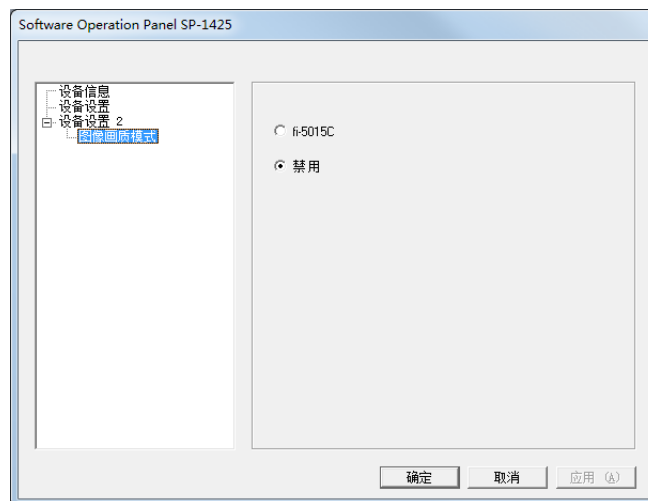 Software Operation Panel SP-1425
设备信息
设备设置
设备设置 2
图像画质模式
fi-5015C
禁用
确定 取消 应用 (A)